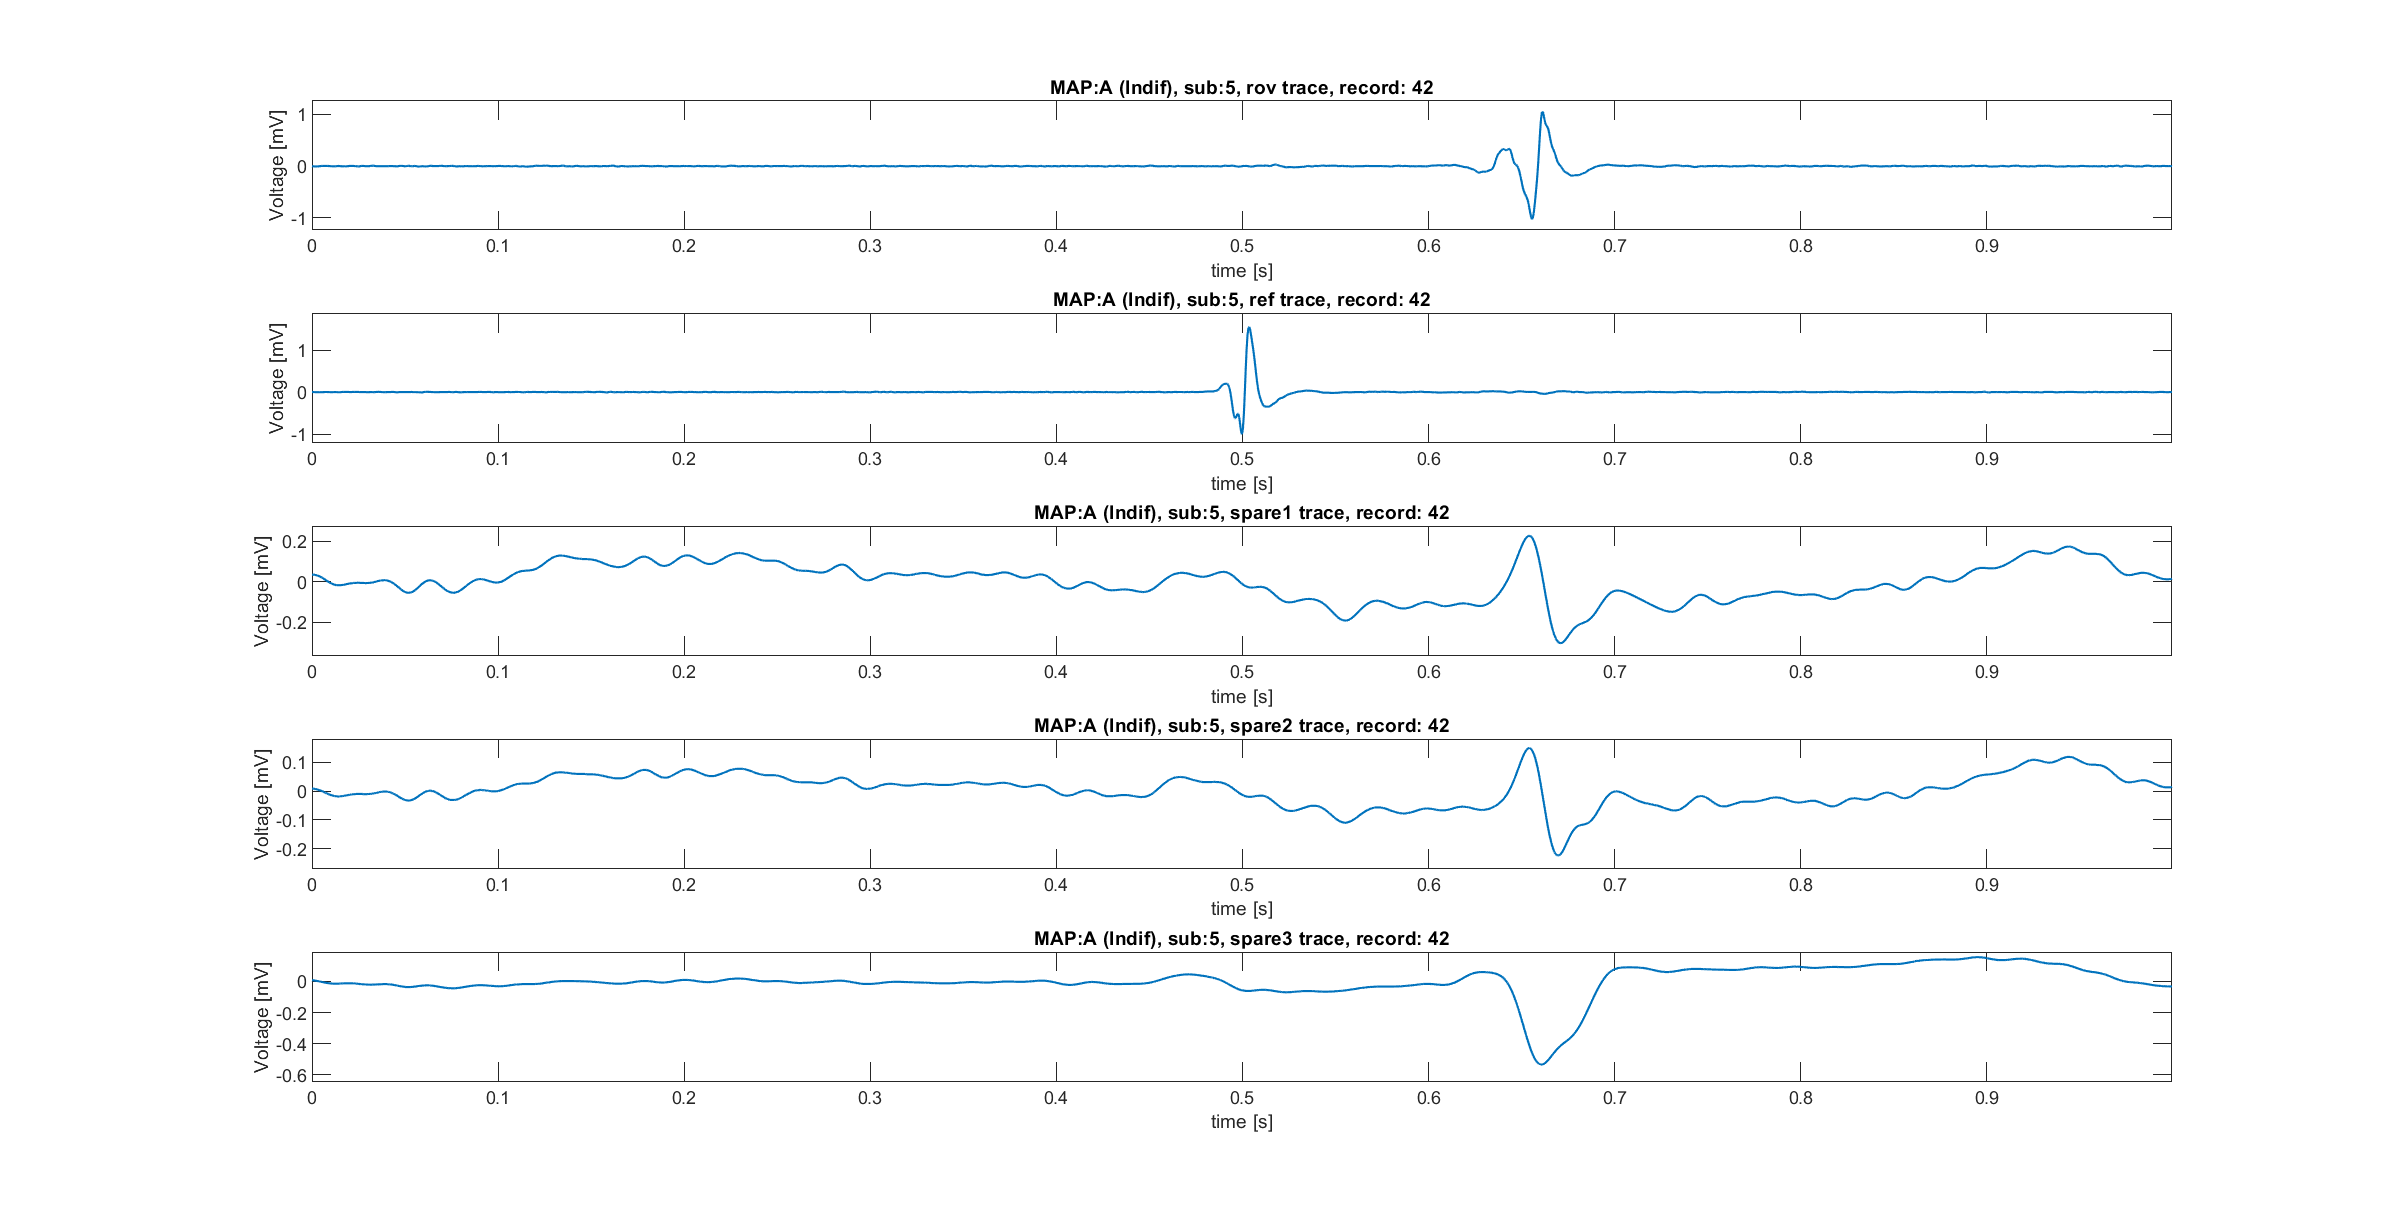 MAP:A (Indif), sub:5, rov trace, record: 42
Voltage [mV]
1
0
-1
0 0.1 0.2 0.3 0.4 0.5 0.6 0.7 0.8 0.9
time [s]
MAP:A (Indif), sub:5, ref trace, record: 42
Voltage [mV]
1
0
-1
0 0.1 0.2 0.3 0.4 0.5 0.6 0.7 0.8 0.9
time [s]
MAP:A (Indif), sub:5, spare1 trace, record: 42
Voltage [mV]
0.2
0
-0.2
0 0.1 0.2 0.3 0.4 0.5 0.6 0.7 0.8 0.9
time [s]
MAP:A (Indif), sub:5, spare2 trace, record: 42
Voltage [mV]
0.1
0
-0.1
-0.2
0 0.1 0.2 0.3 0.4 0.5 0.6 0.7 0.8 0.9
time [s]
MAP:A (Indif), sub:5, spare3 trace, record: 42
Voltage [mV]
0
-0.2
-0.4
-0.6
0 0.1 0.2 0.3 0.4 0.5 0.6 0.7 0.8 0.9
time [s]